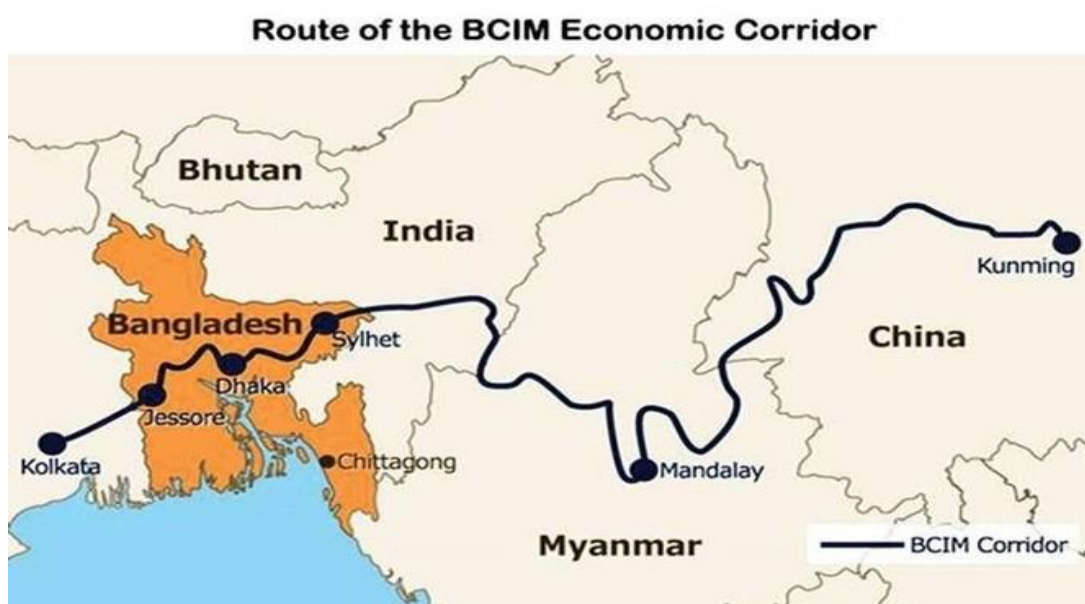 Route of the BCIM Economic Corridor
Bhutan
India
Kunming
Bangladesh
Sylhet
China
Dhaka
Jessore
Kolkata
Chittagong
Mandalay
Myanmar
BCIM Corridor